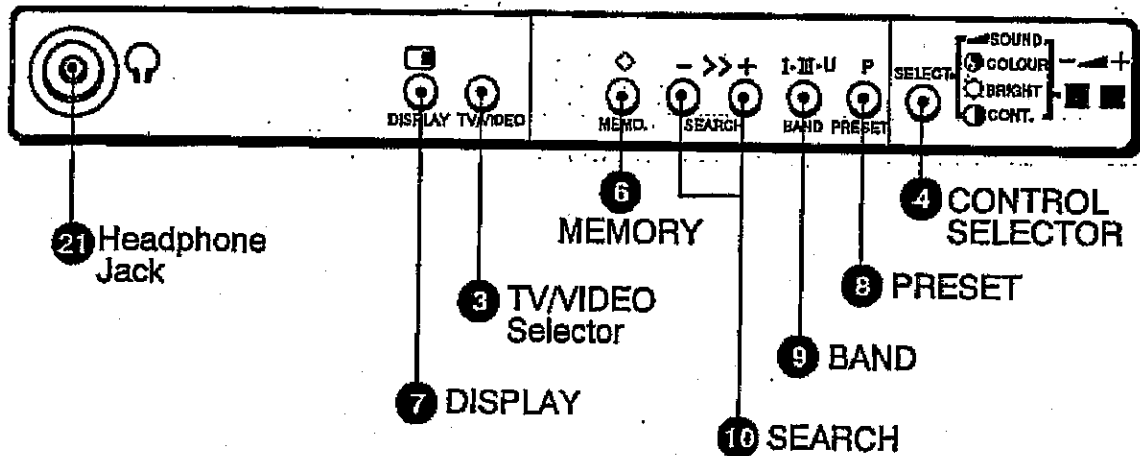 SOUND
COLOUR
BRIGHT
CONT.
SELECT.
- >> + I·III·U P
DISPLAY TV/VIDEO MEMO. SEARCH BAND PRESET
21 Headphone
Jack
3 TV/VIDEO
Selector
7 DISPLAY
6
MEMORY
10 SEARCH
9 BAND
8 PRESET
4 CONTROL
SELECTOR